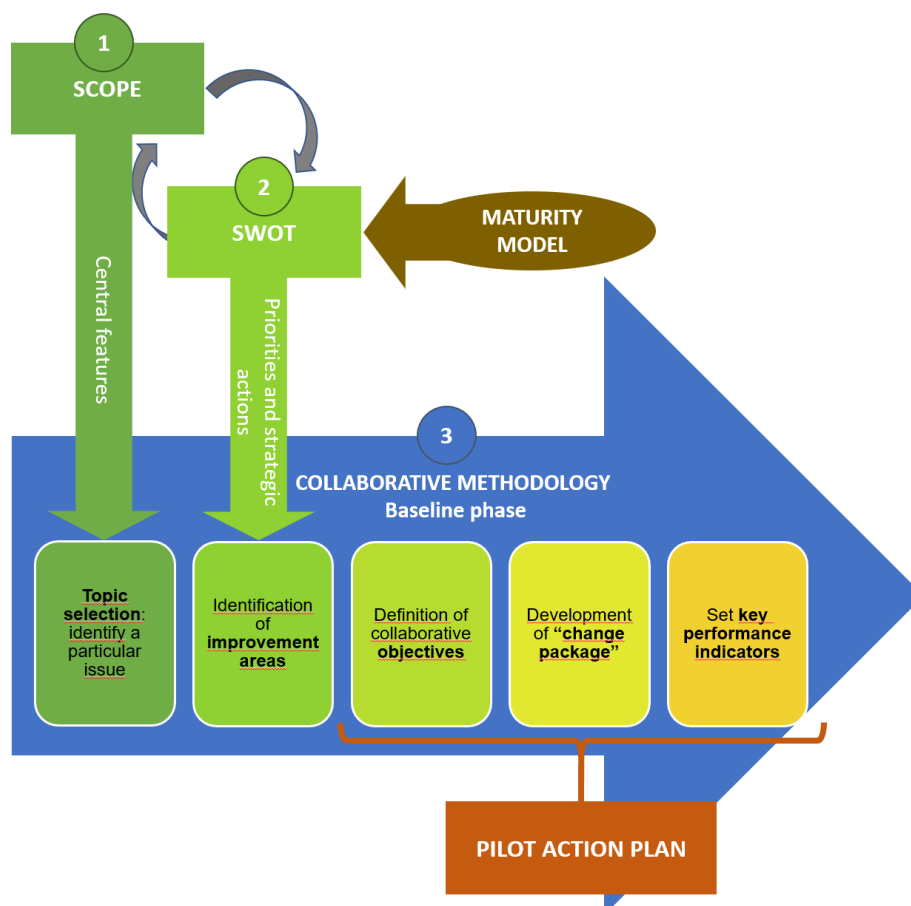 1
SCOPE
2
SWOT
MATURITY
MODEL
Central features
Priorities and strategic
actions
3
COLLABORATIVE METHODOLOGY
Baseline phase
Topic
selection:
identify a
particular
issue
Identification
of
improvement
areas
Definition of
collaborative
objectives
Development
of “change
package”
Set key
performance
indicators
PILOT ACTION PLAN